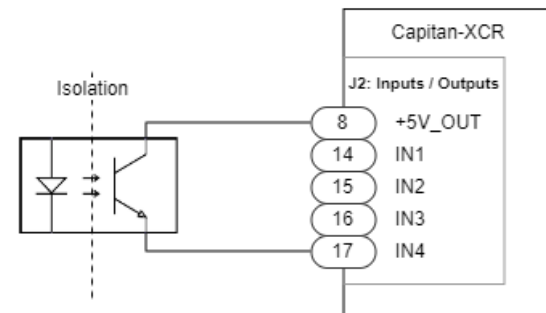 Capitan-XCR
J2: Inputs / Outputs
Isolation
8 +5V_OUT
14 IN1
15 IN2
16 IN3
17 IN4